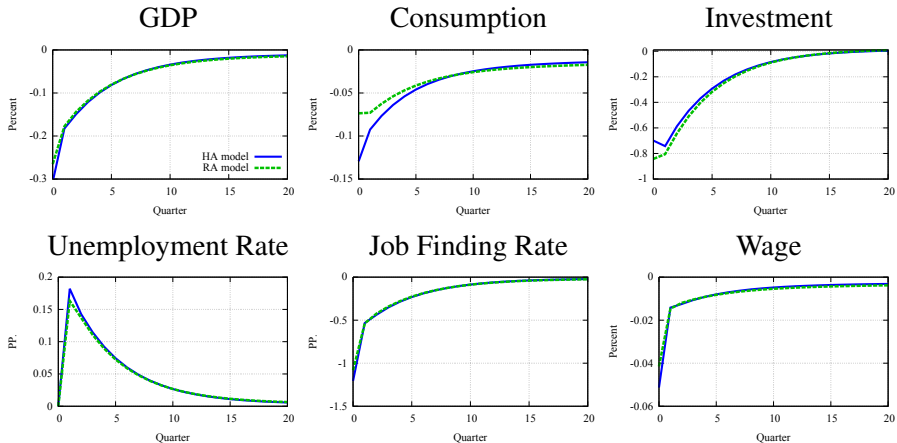 GDP
Consumption
Investment
0
-0.1
-0.2
-0.3
Percent
HA model
RA model
0
5
10
15
20
Quarter
0
-0.05
-0.1
-0.15
Percent
0
5
10
15
20
Quarter
0
-0.2
-0.4
-0.6
-0.8
-1
Percent
0
5
10
15
20
Quarter
Unemployment Rate
Job Finding Rate
Wage
0.2
0.15
0.1
0.05
0
PP.
0
5
10
15
20
Quarter
0
-0.5
-1
-1.5
PP.
0
5
10
15
20
Quarter
0
-0.02
-0.04
-0.06
Percent
0
5
10
15
20
Quarter